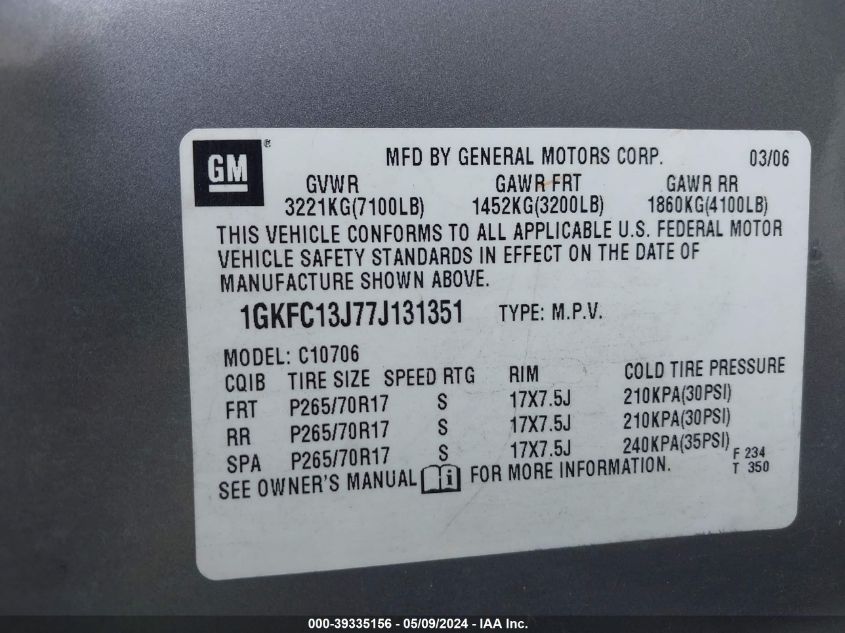 GM ® MFD BY GENERAL MOTORS CORP. 03/06
GVWR GAWR FRT GAWR RR
3221KG(7100LB) 1452KG(3200LB) 1860KG(4100LB)
THIS VEHICLE CONFORMS TO ALL APPLICABLE U.S. FEDERAL MOTOR
VEHICLE SAFETY STANDARDS IN EFFECT ON THE DATE OF
MANUFACTURE SHOWN ABOVE.
1GKFC13J77J131351 TYPE: M.P.V.
MODEL: C10706
CQIB TIRE SIZE SPEED RTG RIM COLD TIRE PRESSURE
FRT P265/70R17 S 17X7.5J 210KPA(30PSI)
RR P265/70R17 S 17X7.5J 210KPA(30PSI)
SPA P265/70R17 S 17X7.5J 240KPA(35PSI) F 234
SEE OWNER'S MANUAL i FOR MORE INFORMATION. T 350
000-39335156 - 05/09/2024 - IAA Inc.